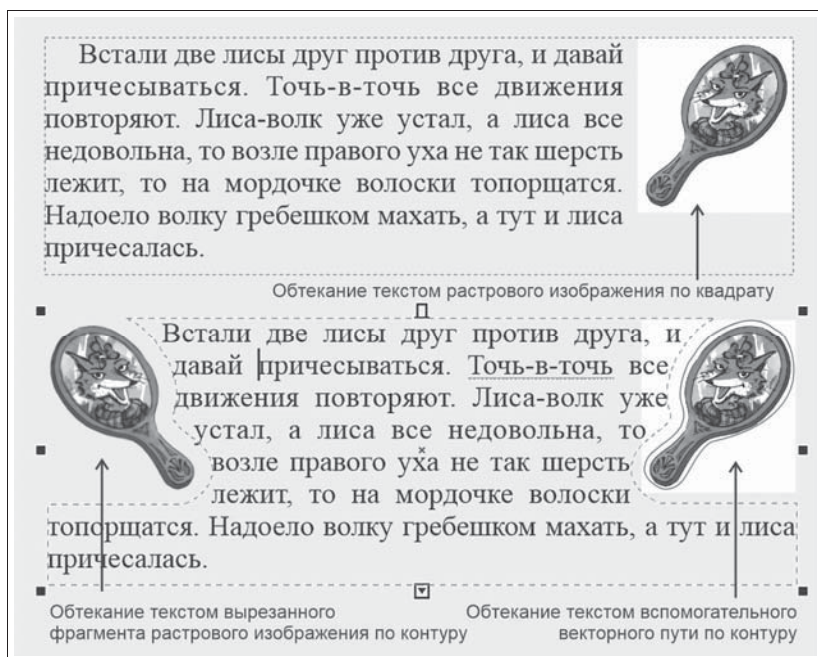 Встали две лисы друг против друга, и давай
причесываться. Точь-в-точь все движения
повторяют. Лиса-волк уже устал, а лиса все
недовольна, то возле правого уха не так шерсть
лежит, то на мордочке волоски топорщатся.
Надоело волку гребешком махать, а тут и лиса
причесалась.
Обтекание текстом растрового изображения по квадрату
Встали две лисы друг против друга, и
давай причесываться. Точь-в-точь все
движения повторяют. Лиса-волк уже
устал, а лиса все недовольна, то
возле правого уха не так шерсть
лежит, то на мордочке волоски
топорщатся. Надоело волку гребешком махать, а тут и лиса
причесалась.
Обтекание текстом вырезанного
фрагмента растрового изображения по контуру
Обтекание текстом вспомогательного
векторного пути по контуру